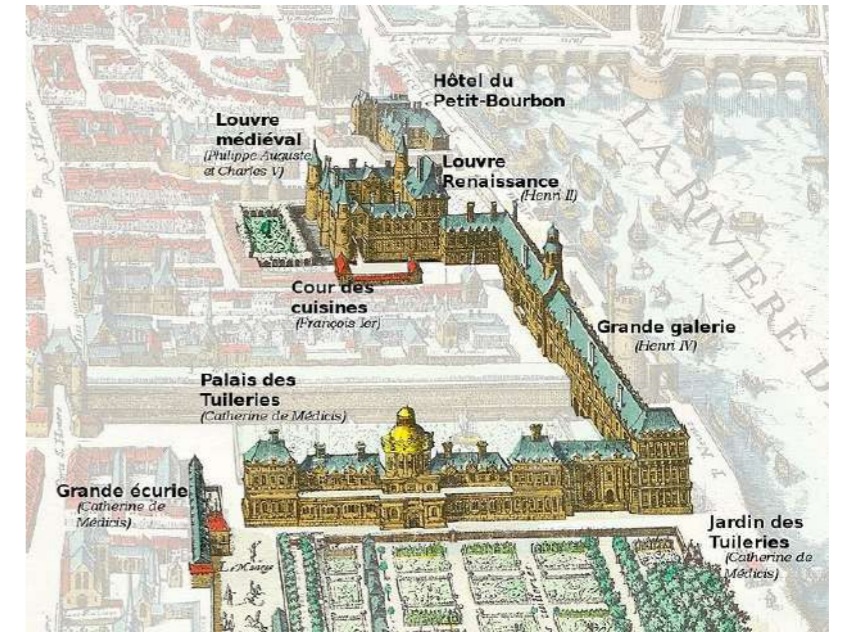 Hôtel du
Petit-Bourbon
Louvre
médiéval
(Philippe Auguste
et Charles V)
Louvre
Renaissance
(Henri II)
Cour des
cuisines
(François Ier)
Grande galerie
(Henri IV)
Palais des
Tuileries
(Catherine de Médicis)
Grande écurie
(Catherine de
Médicis)
Jardin des
Tuileries
(Catherine de
Médicis)
LA RIVIERE